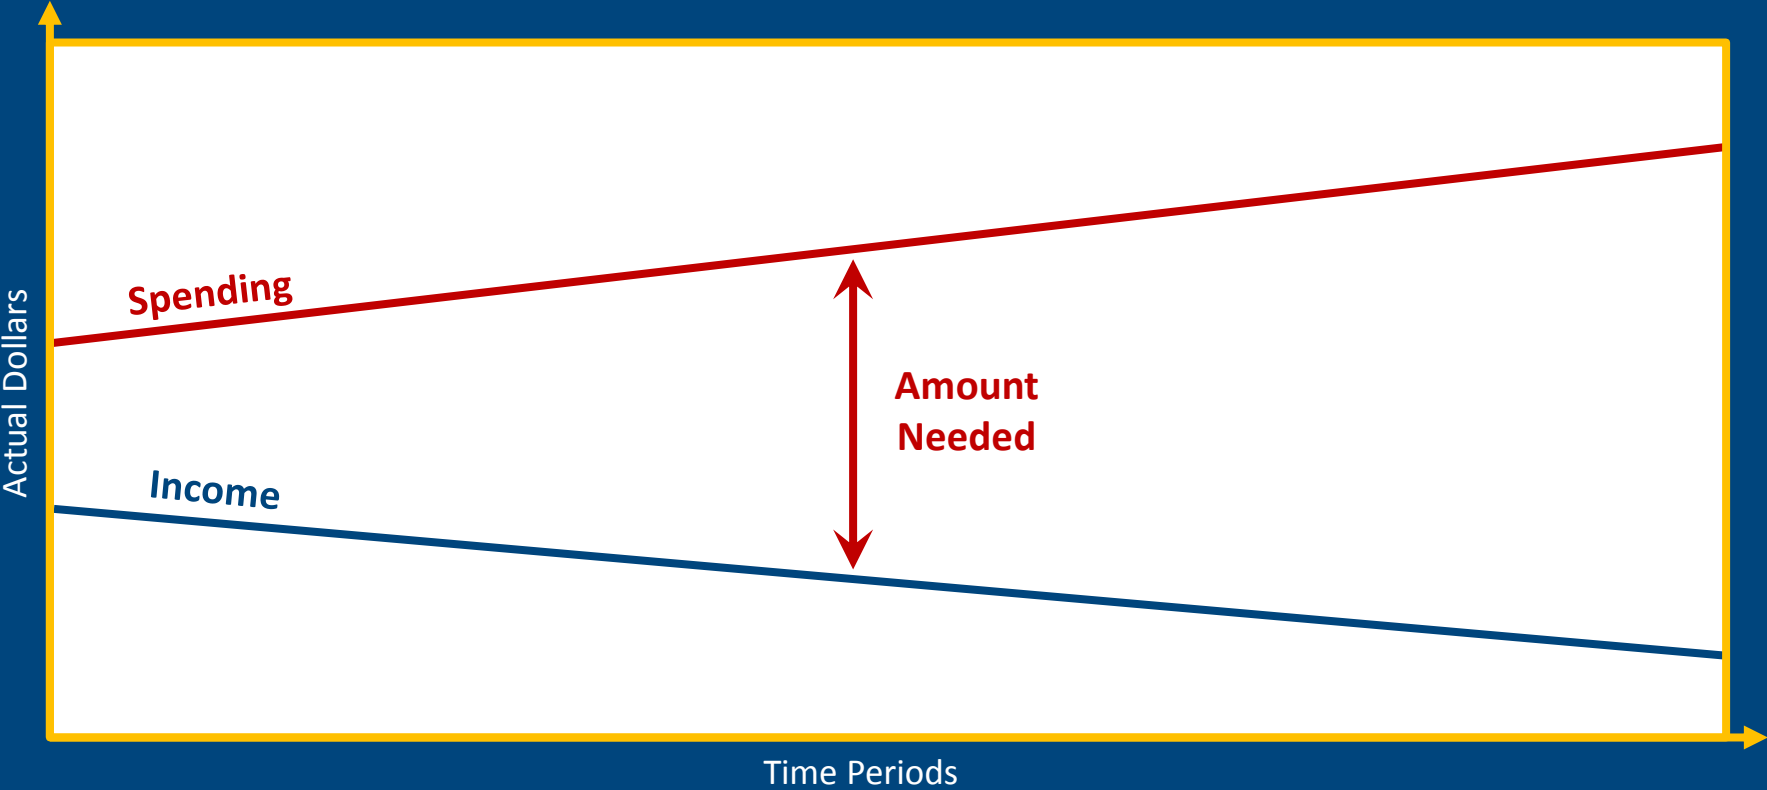 Spending
Amount
Needed
Income
Actual Dollars
Time Periods